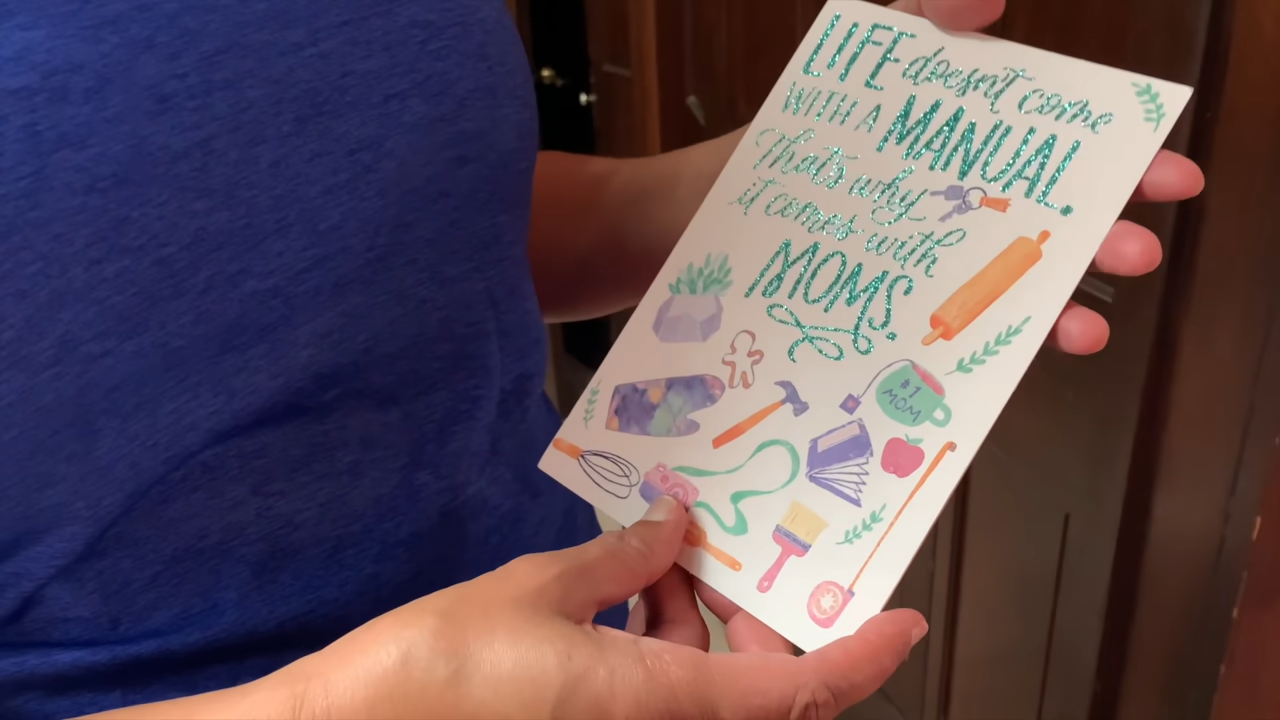 LIFE doesn't come
WITH A MANUAL.
That's why
it comes with
MOMS.
#1
MOM